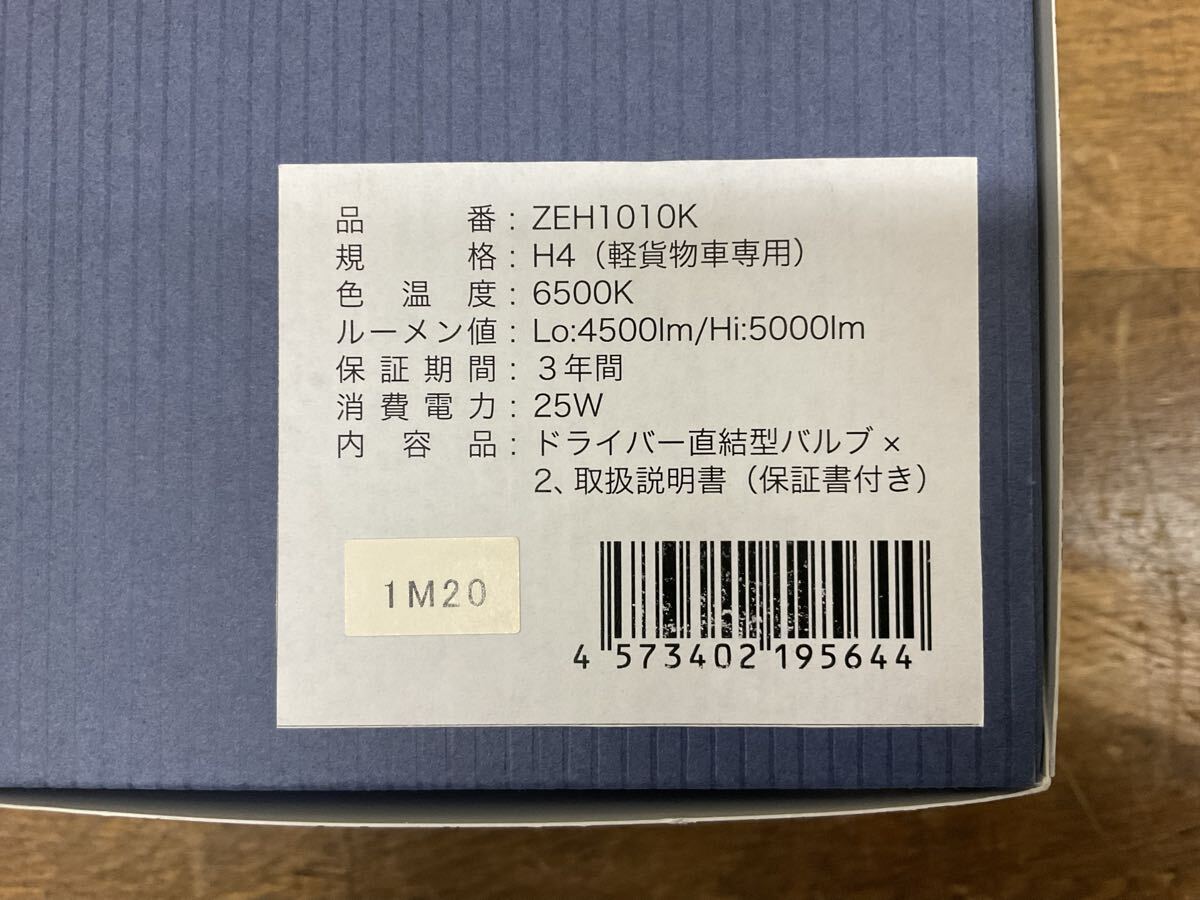 品番：ZEH1010K
規格：H4（軽貨物車専用）
色温度：6500K
ルーメン値：Lo:4500lm/Hi:5000lm
保証期間：３年間
消費電力：25W
内容品：ドライバー直結型バルブ×
2、取扱説明書（保証書付き）
1M20
4 573402 195644